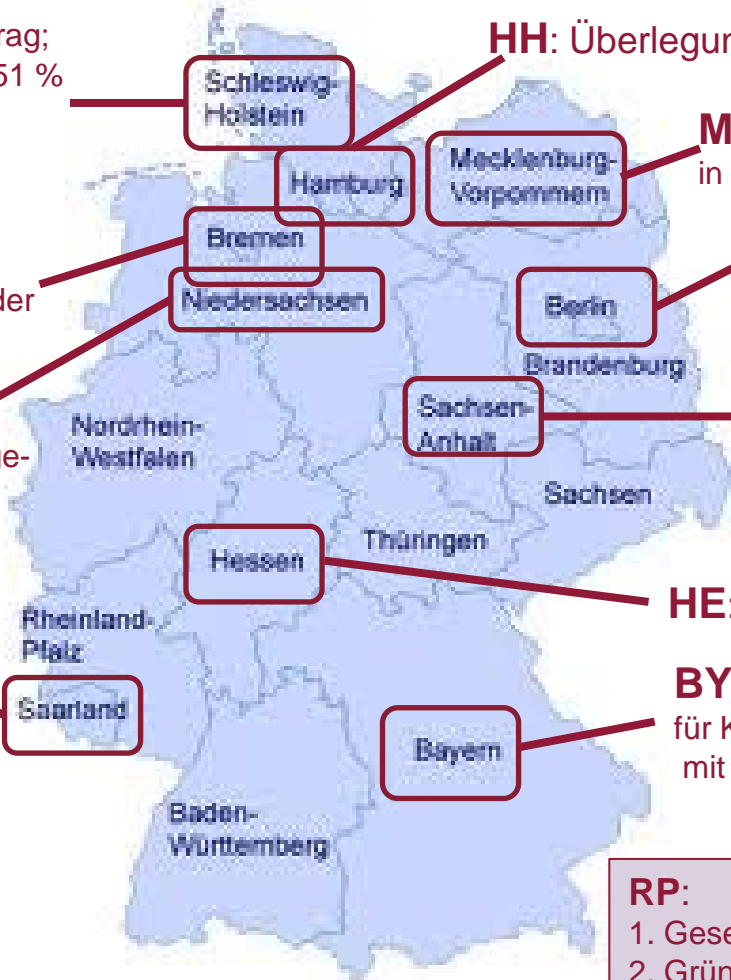 rag;
51 %
HH: Überlegun
Schleswig-
Holstein
M
in
Hamburg
Mecklenburg-
Vorpommern
Bremen
der
Niedersachsen
Berlin
Brandenburg
Sachsen-
Anhalt
ge-
Nordrhein-
Westfalen
Sachsen
Thüringen
Hessen
HE:
Rheinland-
Pfalz
Saarland
BY
für K
mit
Bayern
Baden-
Württemberg
RP:
1. Gese
2. Grün